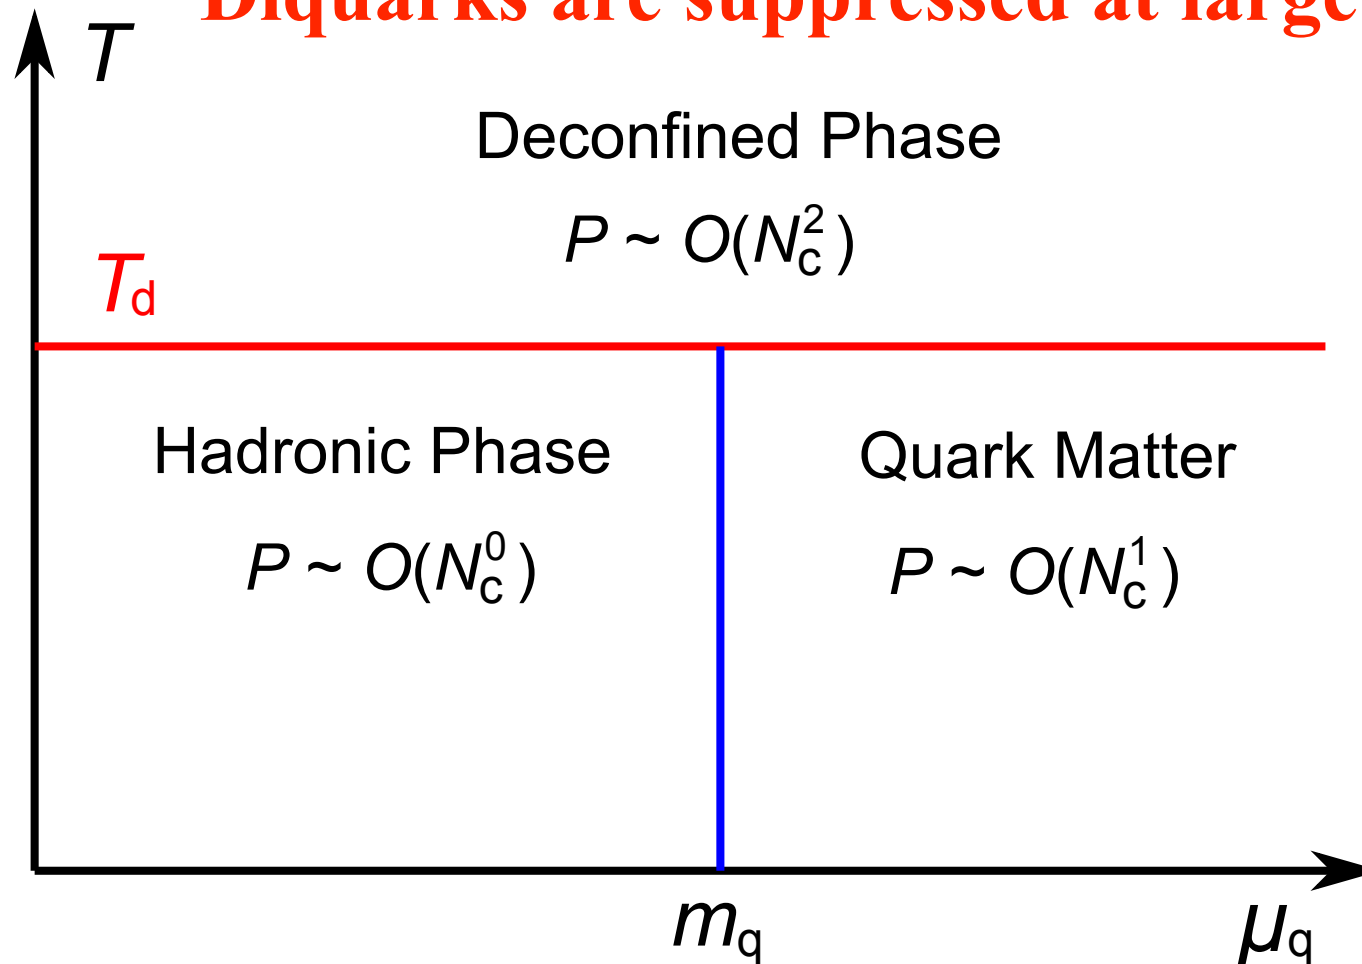 Diquarks are suppressed at large
T
Deconfined Phase
P ~ O(N_c^2)
T_d
Hadronic Phase
Quark Matter
P ~ O(N_c^0)
P ~ O(N_c^1)
m_q
μ_q